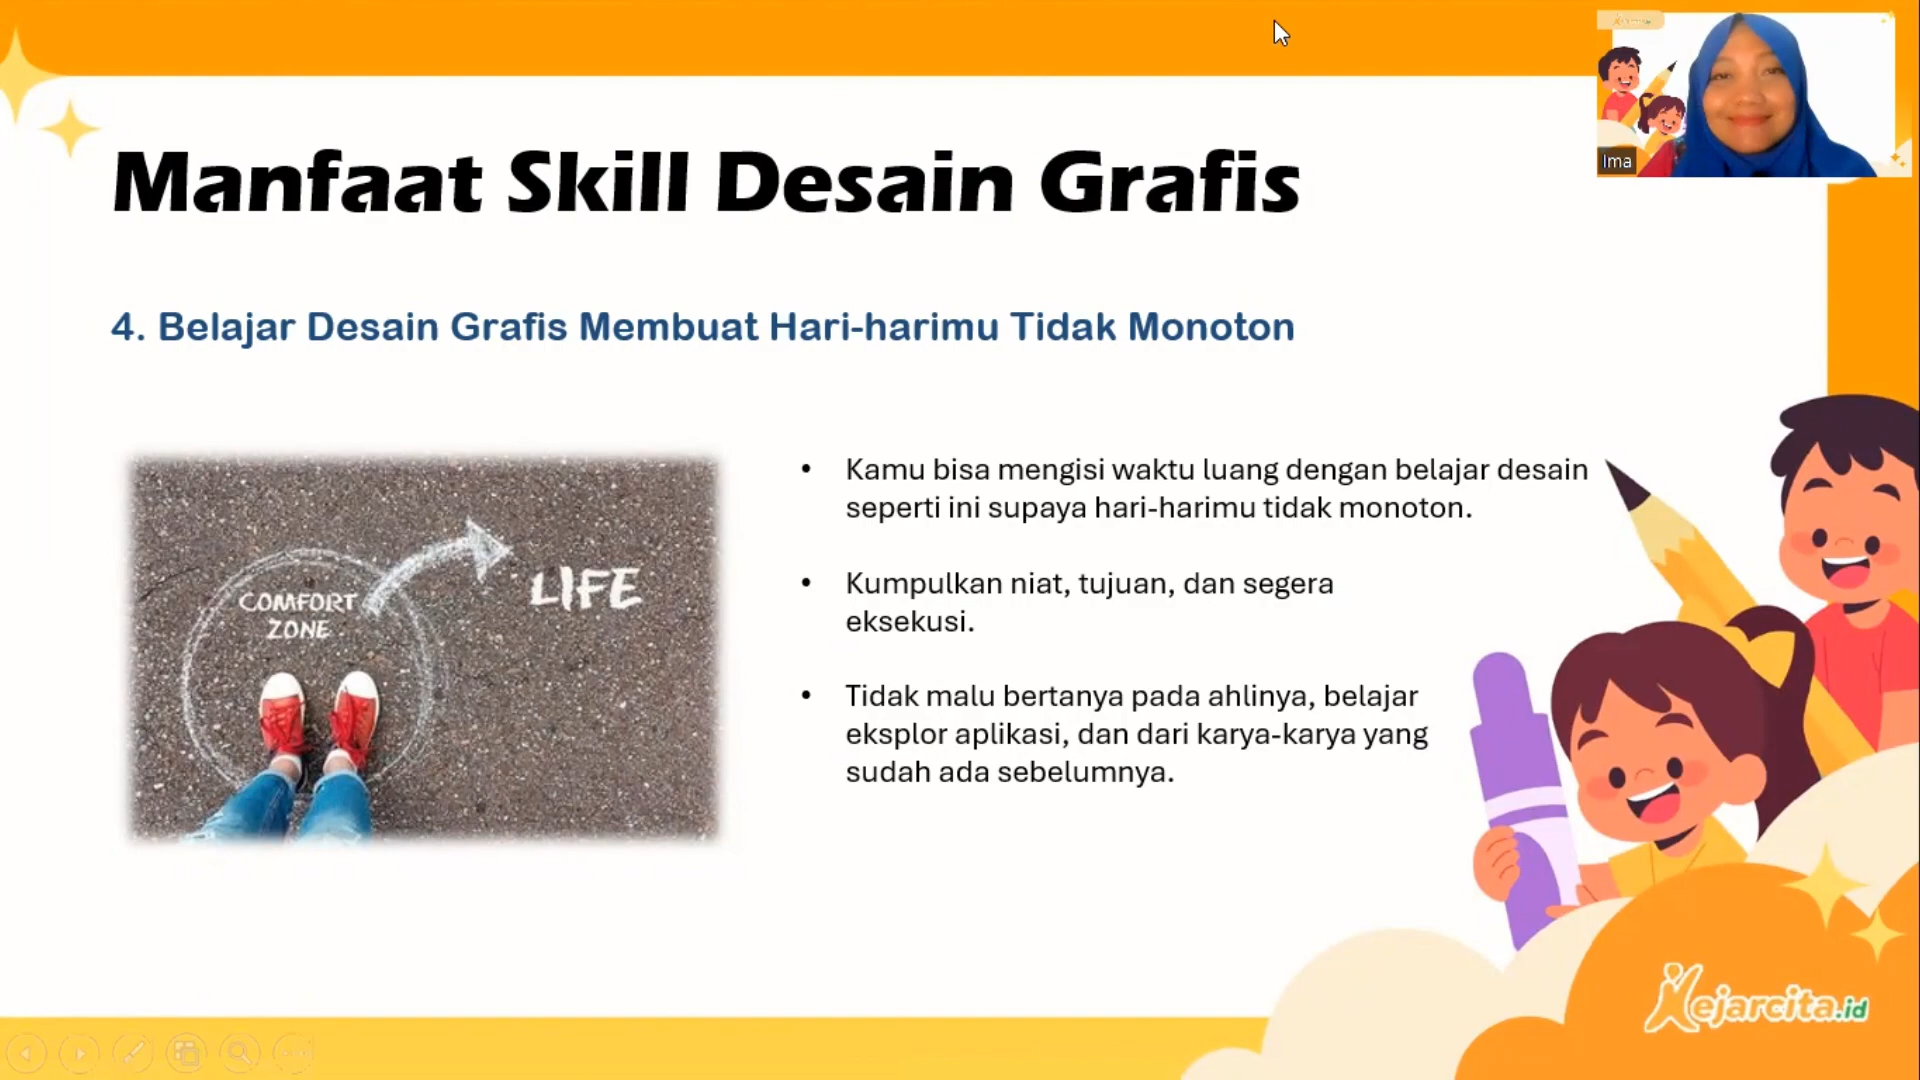 Ima
Manfaat Skill Desain Grafis
4. Belajar Desain Grafis Membuat Hari-harimu Tidak Monoton
COMFORT
ZONE
LIFE
• Kamu bisa mengisi waktu luang dengan belajar desain
seperti ini supaya hari-harimu tidak monoton.
• Kumpulkan niat, tujuan, dan segera
eksekusi.
• Tidak malu bertanya pada ahlinya, belajar
eksplor aplikasi, dan dari karya-karya yang
sudah ada sebelumnya.
Kejarcita.id